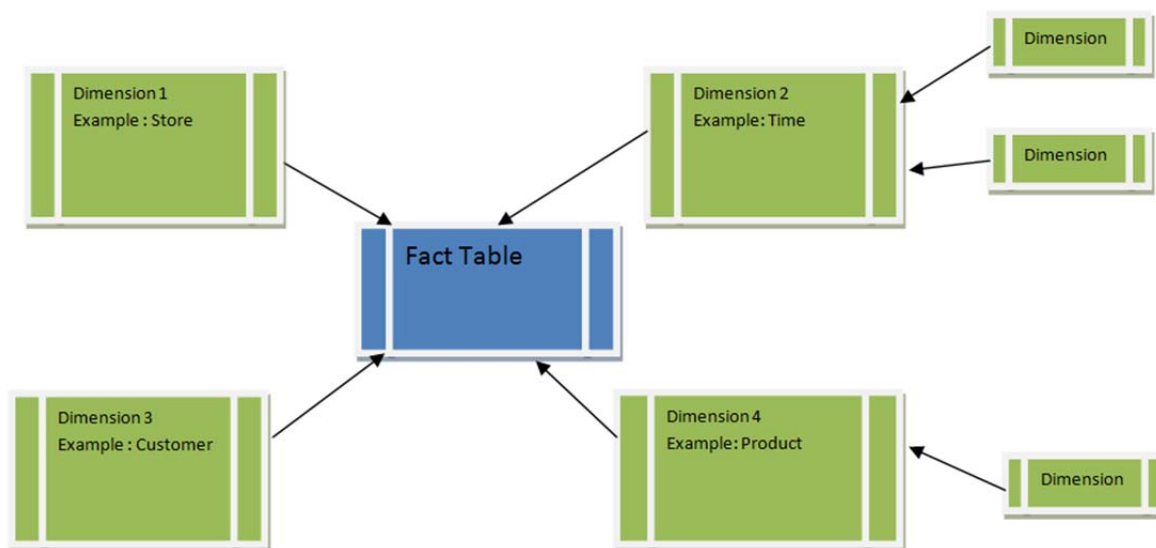 Dimension 1
Example : Store
Dimension 2
Example: Time
Dimension
Dimension
Fact Table
Dimension 3
Example : Customer
Dimension 4
Example: Product
Dimension